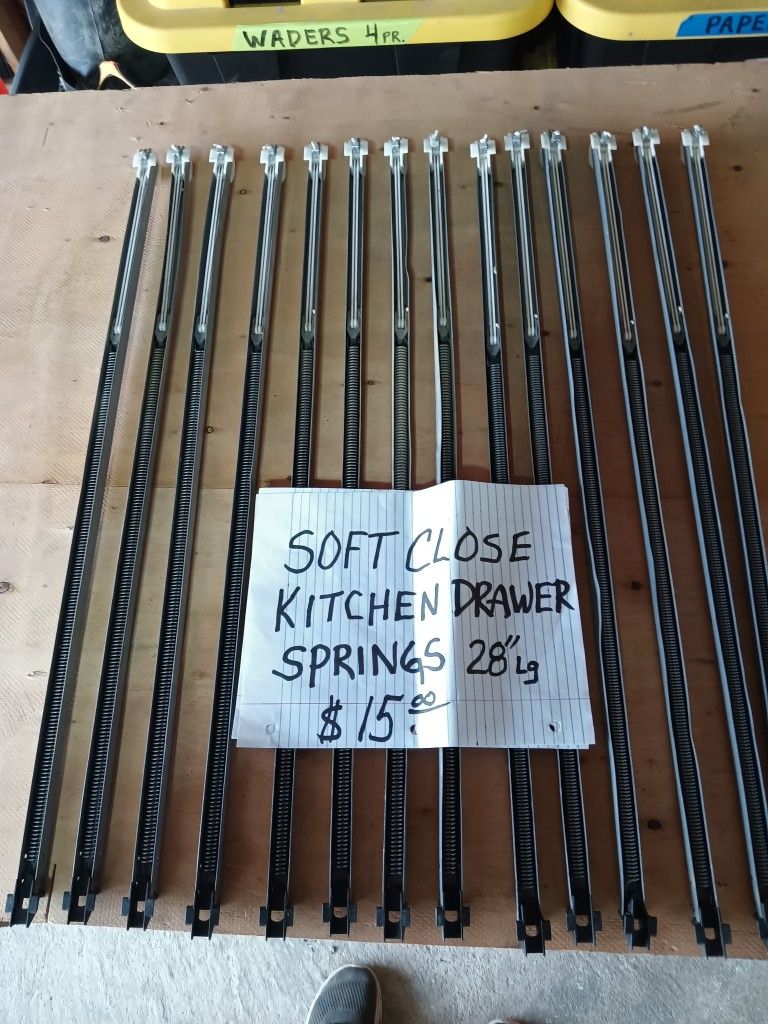 WADERS 4PR.
PAPE
SOFT CLOSE
KITCHEN DRAWER
SPRINGS 28" Lg
$15.00